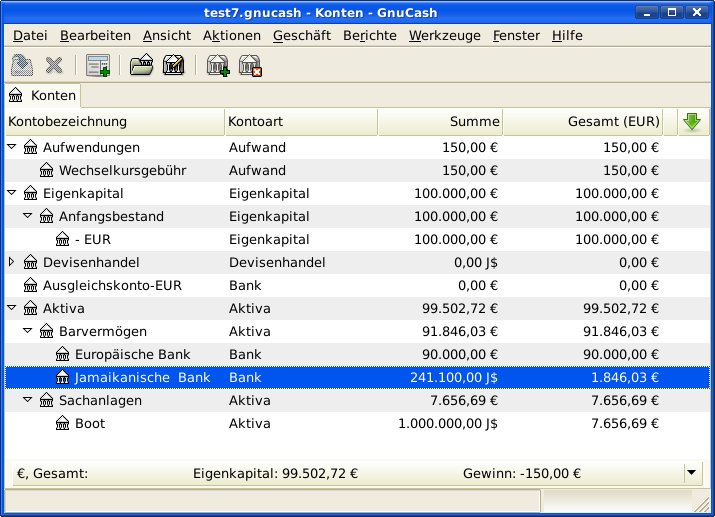 test7.gnucash - Konten - GnuCash
Datei Bearbeiten Ansicht Aktionen Geschäft Berichte Werkzeuge Fenster Hilfe
Konten
Kontobezeichnung Kontoart Summe Gesamt (EUR)
Aufwendungen Aufwand 150,00 € 150,00 €
Wechselkursgebühr Aufwand 150,00 € 150,00 €
Eigenkapital Eigenkapital 100.000,00 € 100.000,00 €
Anfangsbestand Eigenkapital 100.000,00 € 100.000,00 €
- EUR Eigenkapital 100.000,00 € 100.000,00 €
Devisenhandel Devisenhandel 0,00 J$ 0,00 €
Ausgleichskonto-EUR Bank 0,00 € 0,00 €
Aktiva Aktiva 99.502,72 € 99.502,72 €
Barvermögen Aktiva 91.846,03 € 91.846,03 €
Europäische Bank Bank 90.000,00 € 90.000,00 €
Jamaikanische Bank Bank 241.100,00 J$ 1.846,03 €
Sachanlagen Aktiva 7.656,69 € 7.656,69 €
Boot Aktiva 1.000.000,00 J$ 7.656,69 €
€, Gesamt: Eigenkapital: 99.502,72 € Gewinn: -150,00 €